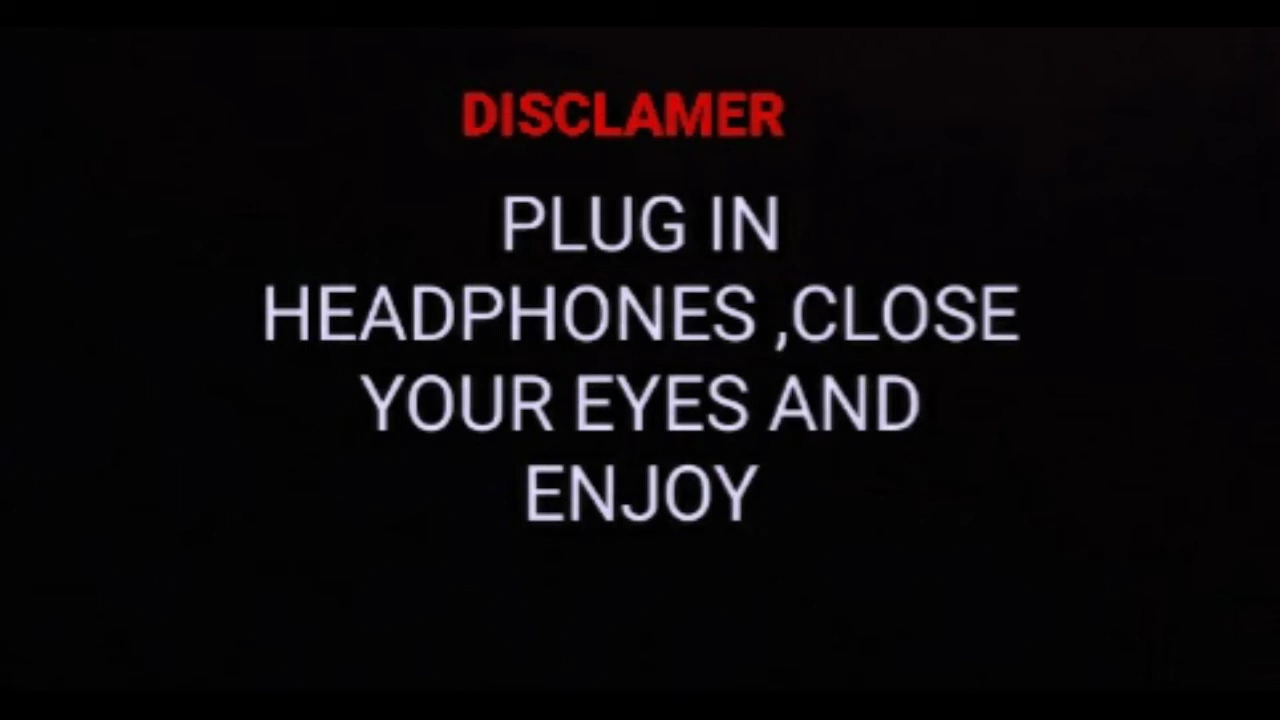 DISCLAMER
PLUG IN
HEADPHONES ,CLOSE
YOUR EYES AND
ENJOY